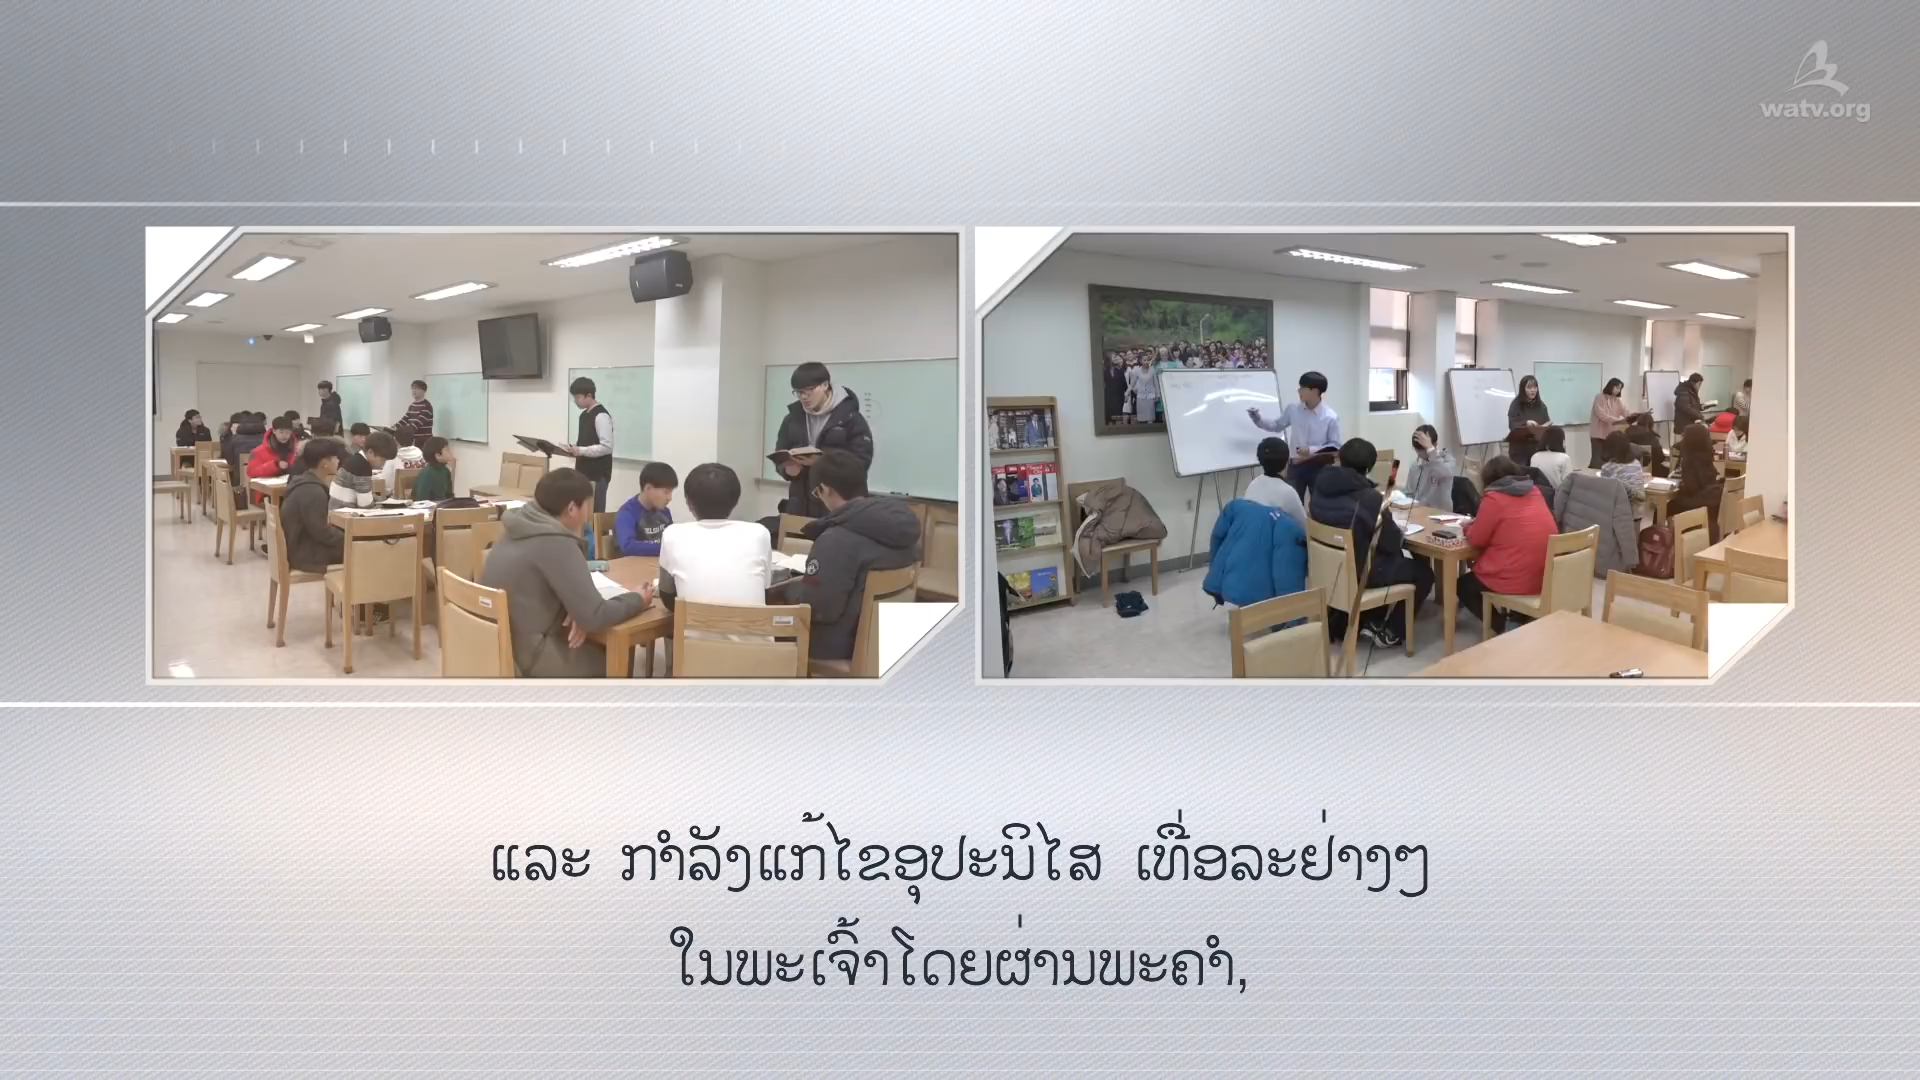 watv.org
ແລະ ກຳລັງແກ້ໄຂອຸປະນິໄສ ເທື່ອລະຢ່າງໆ
ໃນພະເຈົ້າໂດຍຜ່ານພະຄຳ,